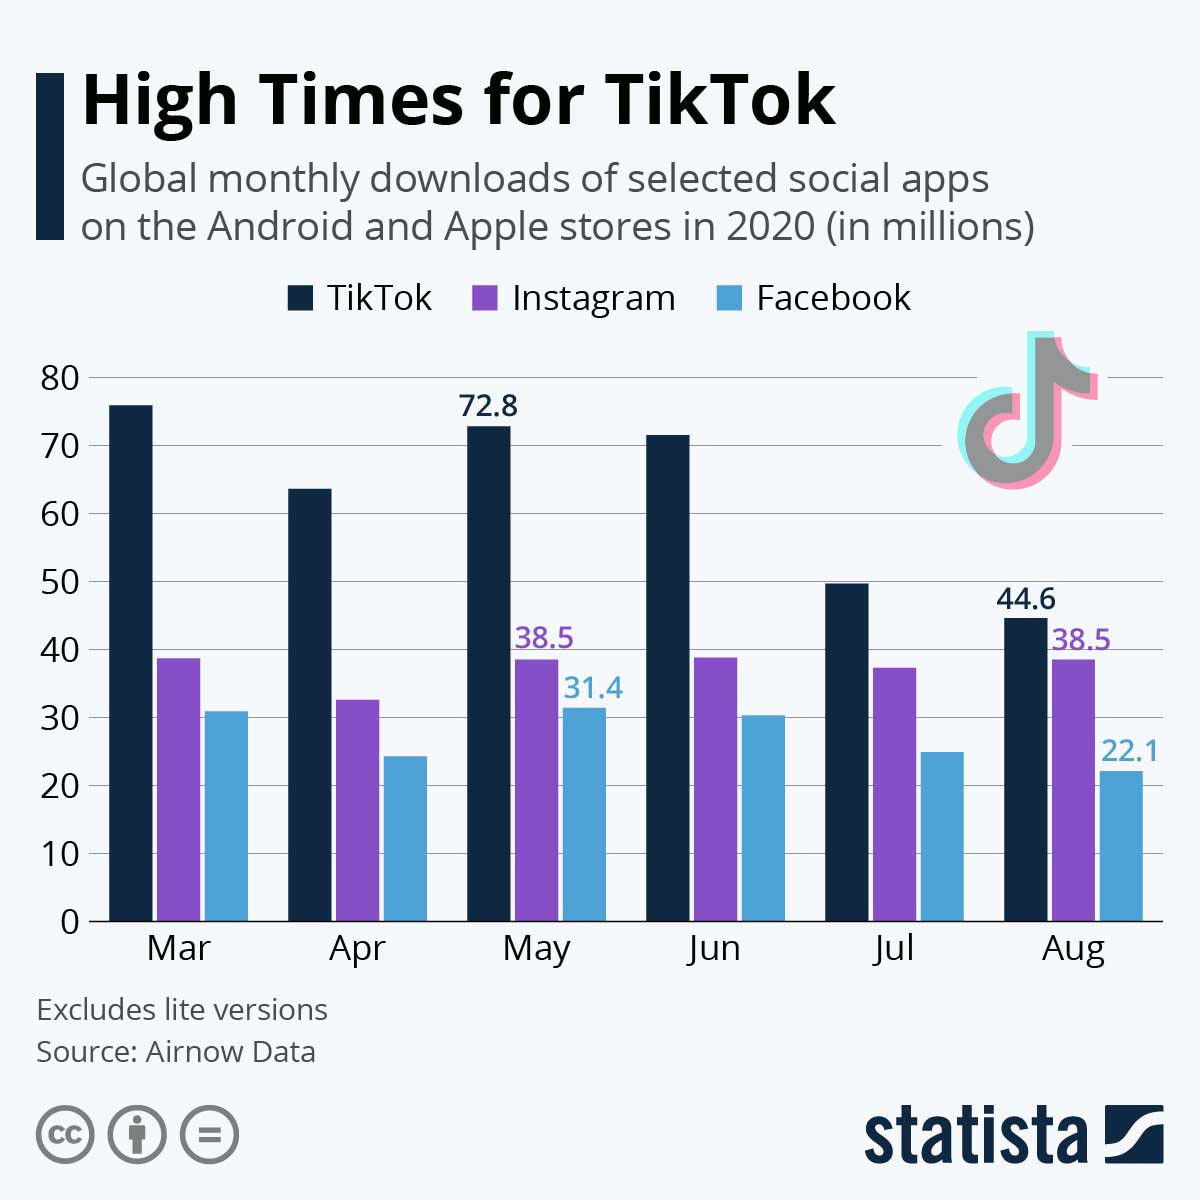 High Times for TikTok
Global monthly downloads of selected social apps
on the Android and Apple stores in 2020 (in millions)
TikTok Instagram Facebook
80
70
60
50
40
30
20
10
0
72.8
38.5
31.4
44.6
38.5
22.1
Mar Apr May Jun Jul Aug
Excludes lite versions
Source: Airnow Data
cc
statista